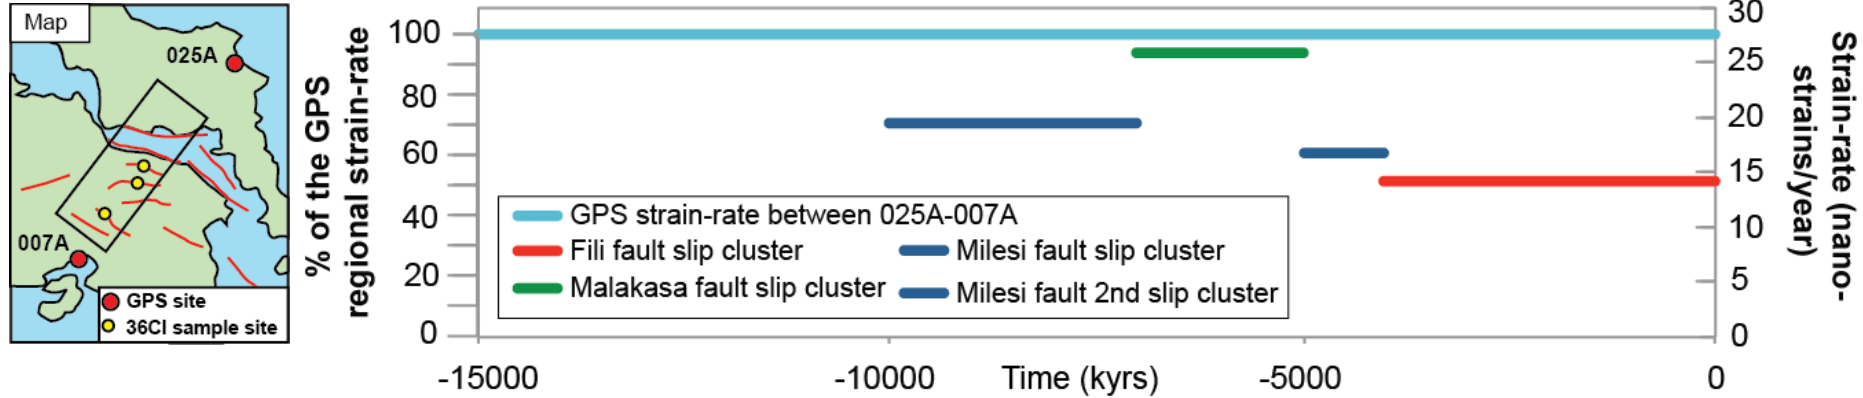 Map
025A
007A
GPS site
36Cl sample site
% of the GPS
regional strain-rate
100
80
60
40
20
0
GPS strain-rate between 025A-007A
Fili fault slip cluster
Milesi fault slip cluster
Malakasa fault slip cluster
Milesi fault 2nd slip cluster
-15000
-10000
Time (kyrs)
-5000
0
30
25
20
15
10
5
0
Strain-rate (nano-
strains/year)